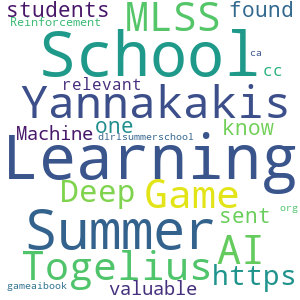 students MLSS found
Reinforcement
School
ca
relevant cc
Yannakakis
Machine one know
dlrlsummerschool
Learning
Deep Game
sent org
Summer AI
Togelius https
gameaibook valuable